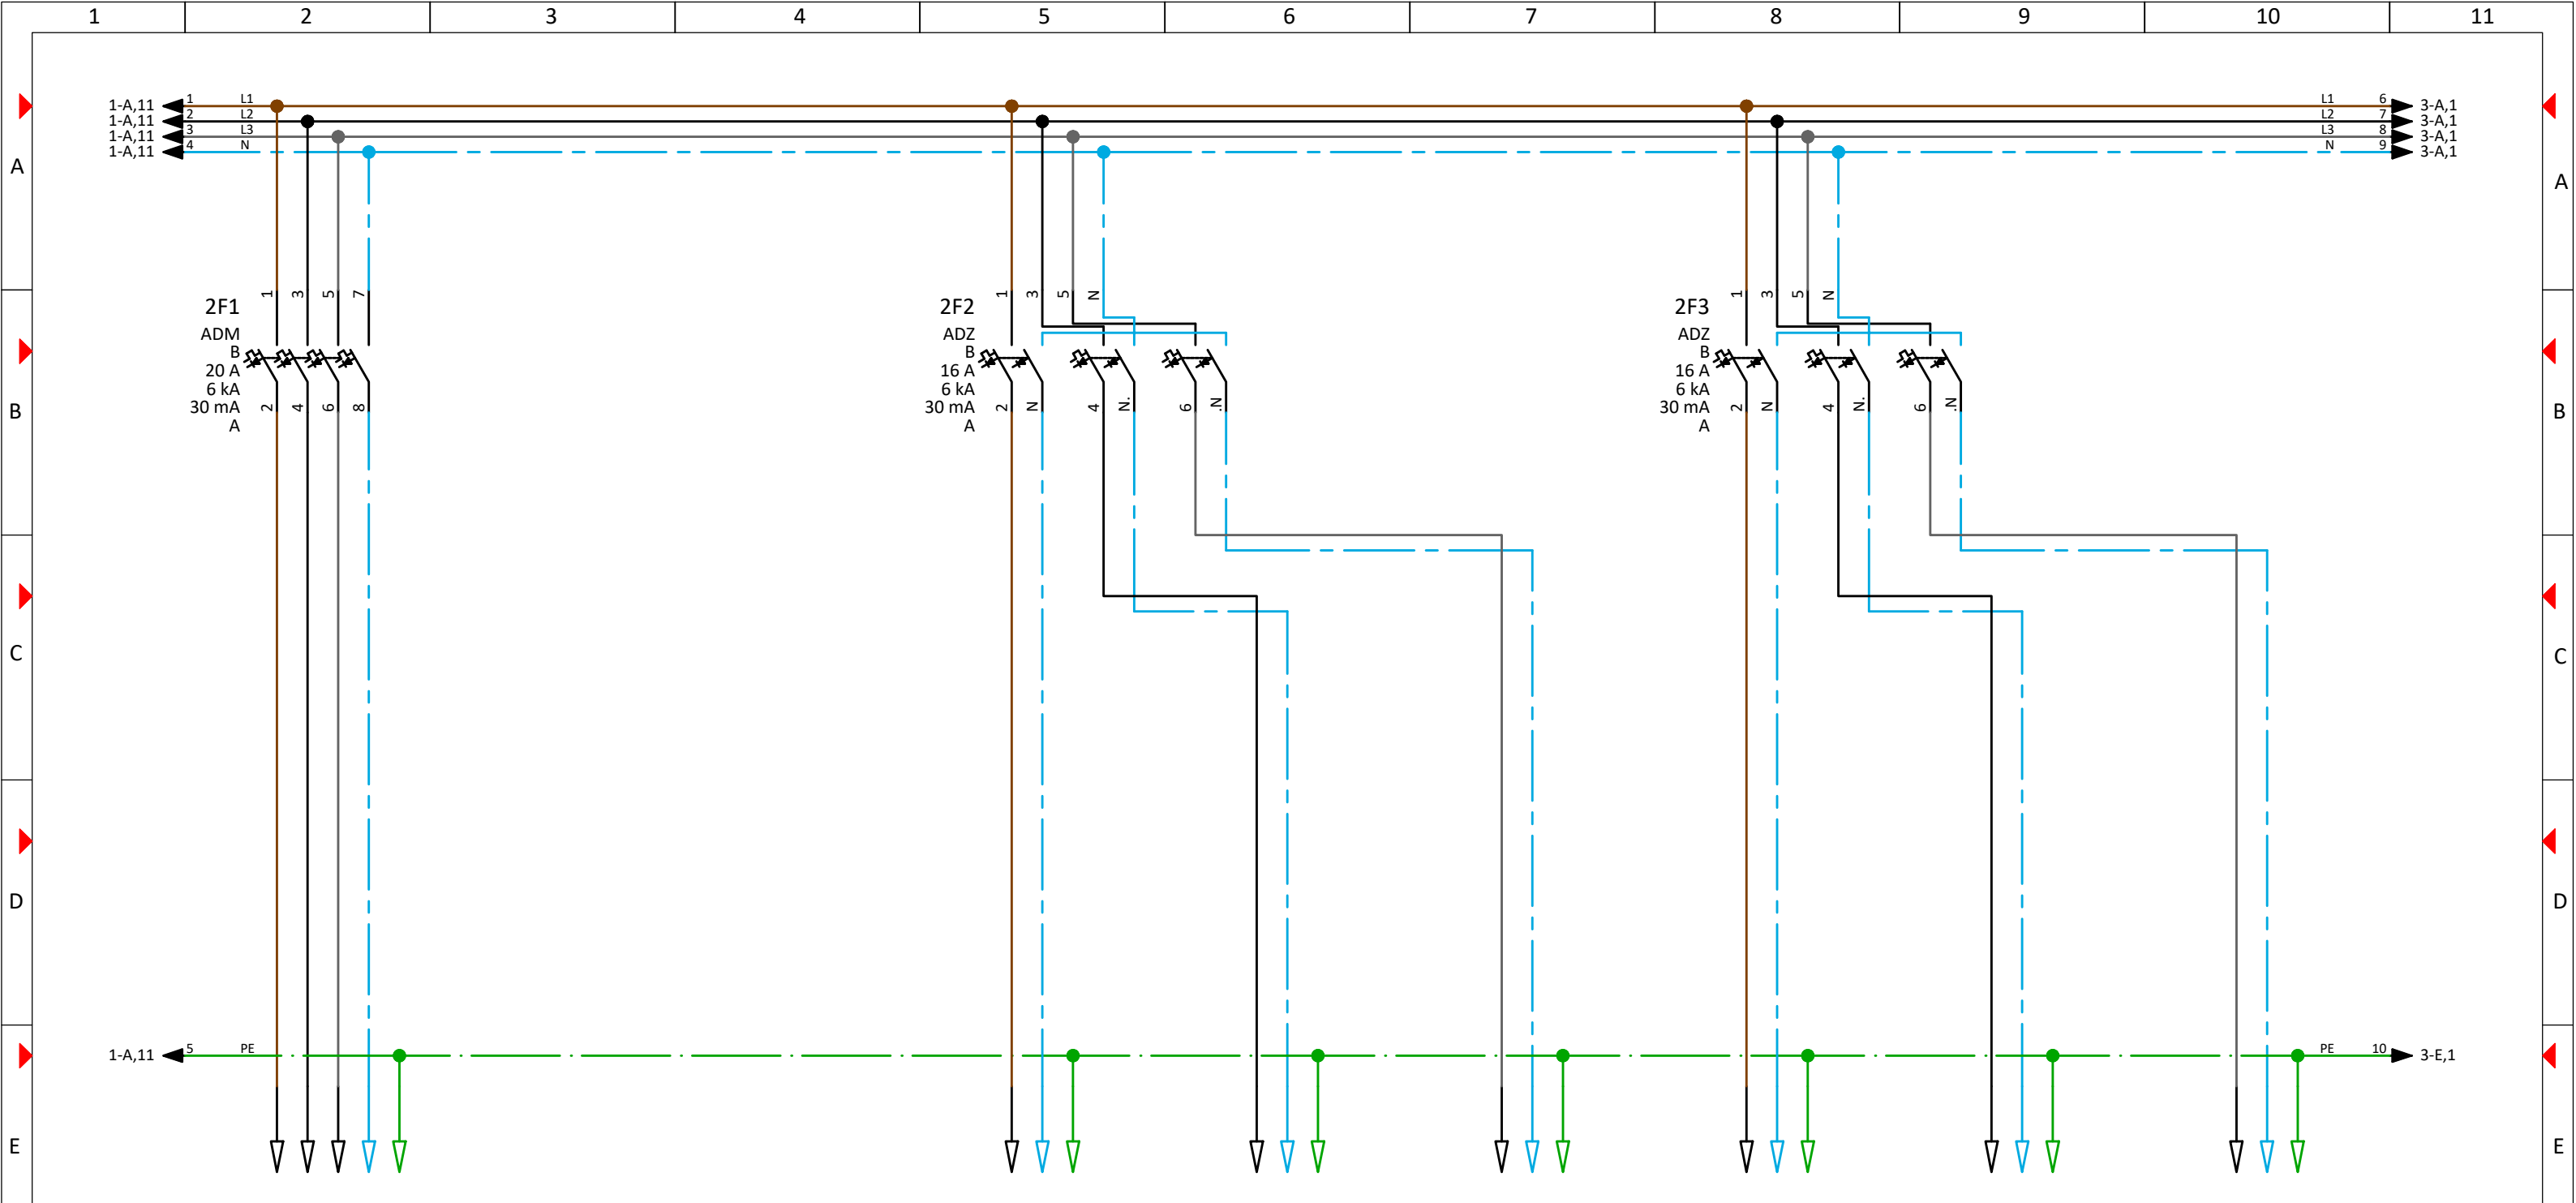 1 2 3 4 5 6 7 8 9 10 11
1-A,11 1 L1 L1 6 3-A,1
1-A,11 2 L2 L2 7 3-A,1
1-A,11 3 L3 L3 8 3-A,1
1-A,11 4 N N 9 3-A,1
A A
1 3 5 7 1 3 5 N 1 3 5 N
2F1 2F2 2F3
ADM ADZ ADZ
B B B
20 A 16 A 16 A
6 kA 6 kA 6 kA
30 mA 30 mA 30 mA
A A A
2 4 6 8 2 N 4 N. 6 .N 2 N 4 N. 6 .N
B B
C C
D D
1-A,11 5 PE PE 10 3-E,1
E E